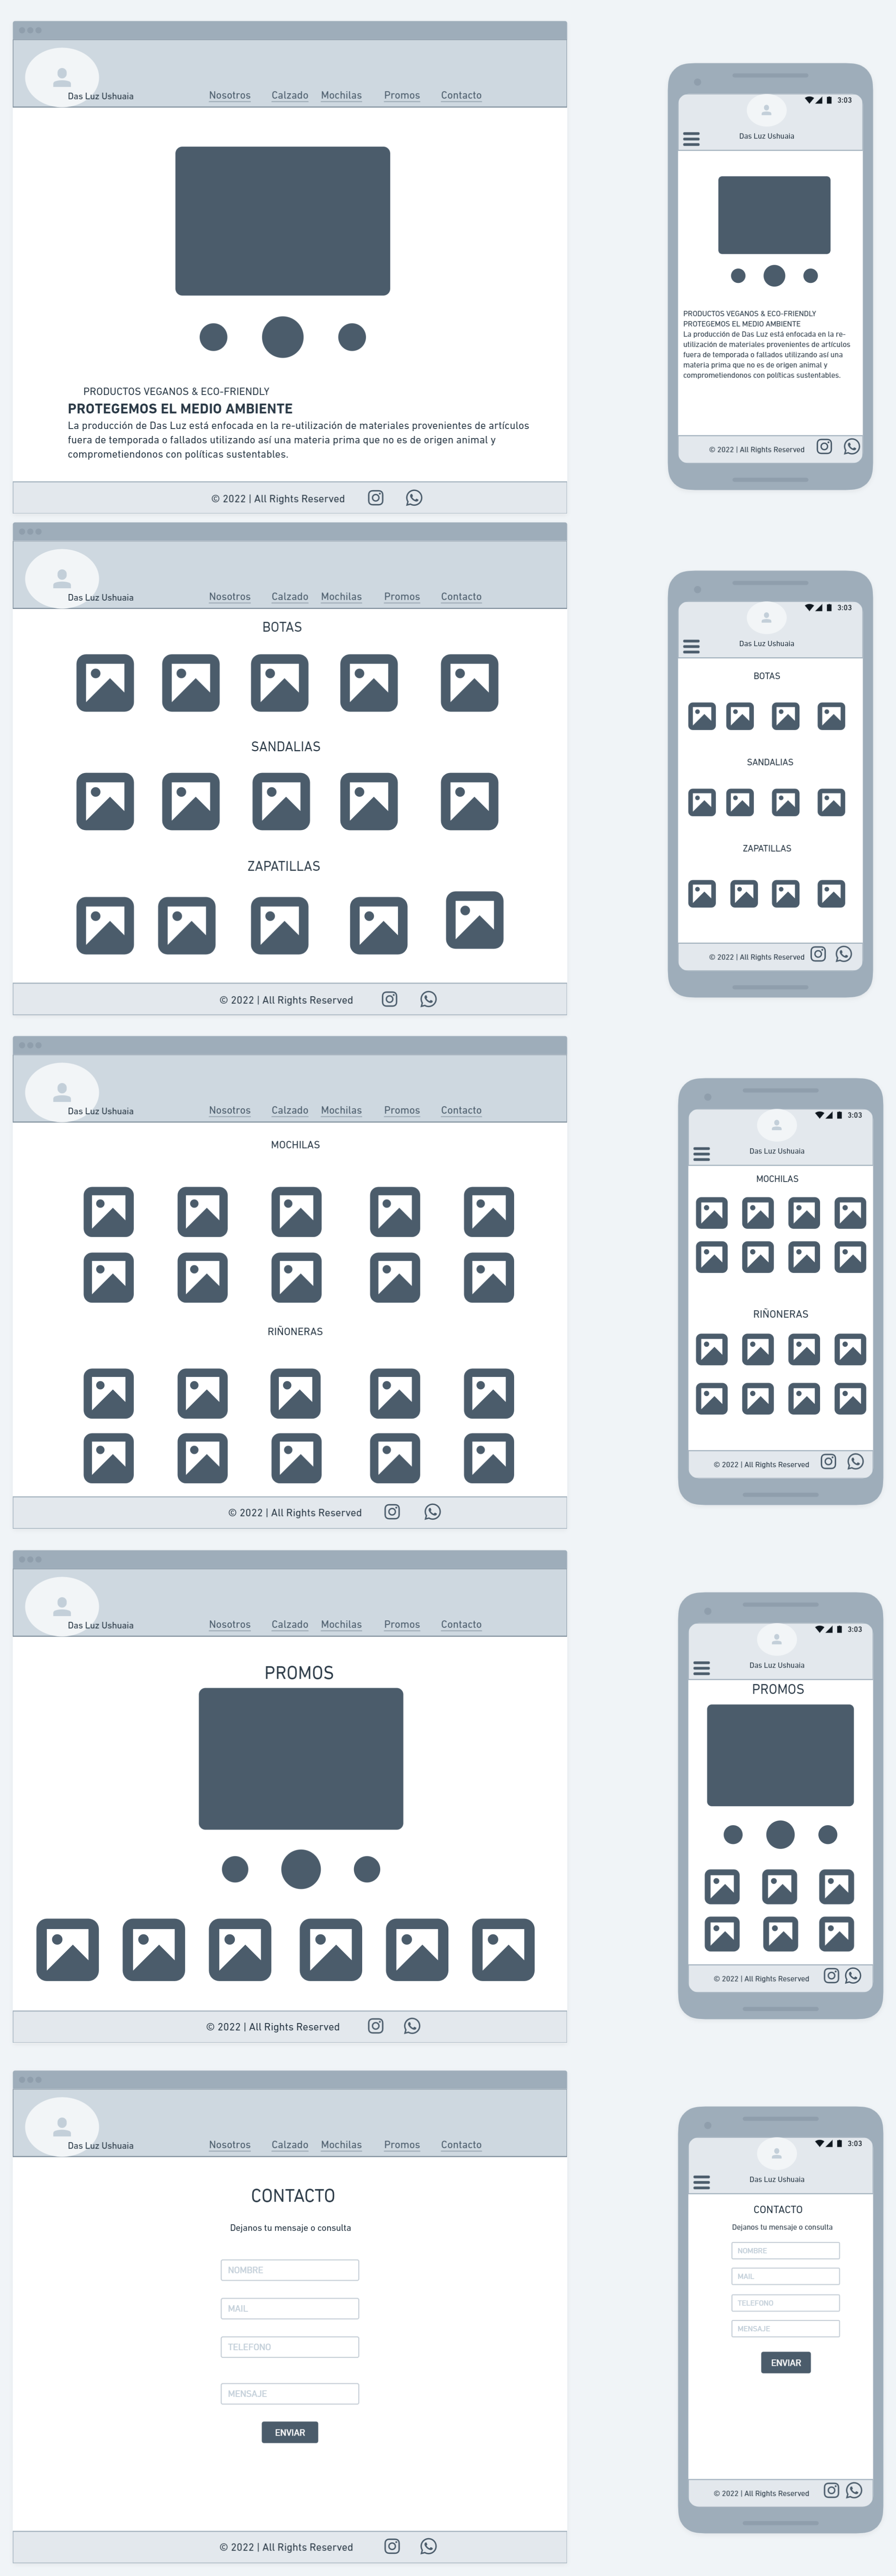 Das Luz Ushuaia
Nosotros Calzado Mochilas Promos Contacto
PRODUCTOS VEGANOS & ECO-FRIENDLY
PROTEGEMOS EL MEDIO AMBIENTE
La producción de Das Luz está enfocada en la re-utilización de materiales provenientes de artículos
fuera de temporada o fallados utilizando así una materia prima que no es de origen animal y
comprometiendonos con políticas sustentables.
© 2022 | All Rights Reserved
3:03
Das Luz Ushuaia
PRODUCTOS VEGANOS & ECO-FRIENDLY
PROTEGEMOS EL MEDIO AMBIENTE
La producción de Das Luz está enfocada en la re-
utilización de materiales provenientes de artículos
fuera de temporada o fallados utilizando así una
materia prima que no es de origen animal y
comprometiendonos con políticas sustentables.
© 2022 | All Rights Reserved
Das Luz Ushuaia
Nosotros Calzado Mochilas Promos Contacto
BOTAS
SANDALIAS
ZAPATILLAS
© 2022 | All Rights Reserved
3:03
Das Luz Ushuaia
BOTAS
SANDALIAS
ZAPATILLAS
© 2022 | All Rights Reserved
Das Luz Ushuaia
Nosotros Calzado Mochilas Promos Contacto
MOCHILAS
RIÑONERAS
© 2022 | All Rights Reserved
3:03
Das Luz Ushuaia
MOCHILAS
RIÑONERAS
© 2022 | All Rights Reserved
Das Luz Ushuaia
Nosotros Calzado Mochilas Promos Contacto
PROMOS
© 2022 | All Rights Reserved
3:03
Das Luz Ushuaia
PROMOS
© 2022 | All Rights Reserved
Das Luz Ushuaia
Nosotros Calzado Mochilas Promos Contacto
CONTACTO
Dejanos tu mensaje o consulta
NOMBRE
MAIL
TELEFONO
MENSAJE
ENVIAR
© 2022 | All Rights Reserved
3:03
Das Luz Ushuaia
CONTACTO
Dejanos tu mensaje o consulta
NOMBRE
MAIL
TELEFONO
MENSAJE
ENVIAR
© 2022 | All Rights Reserved